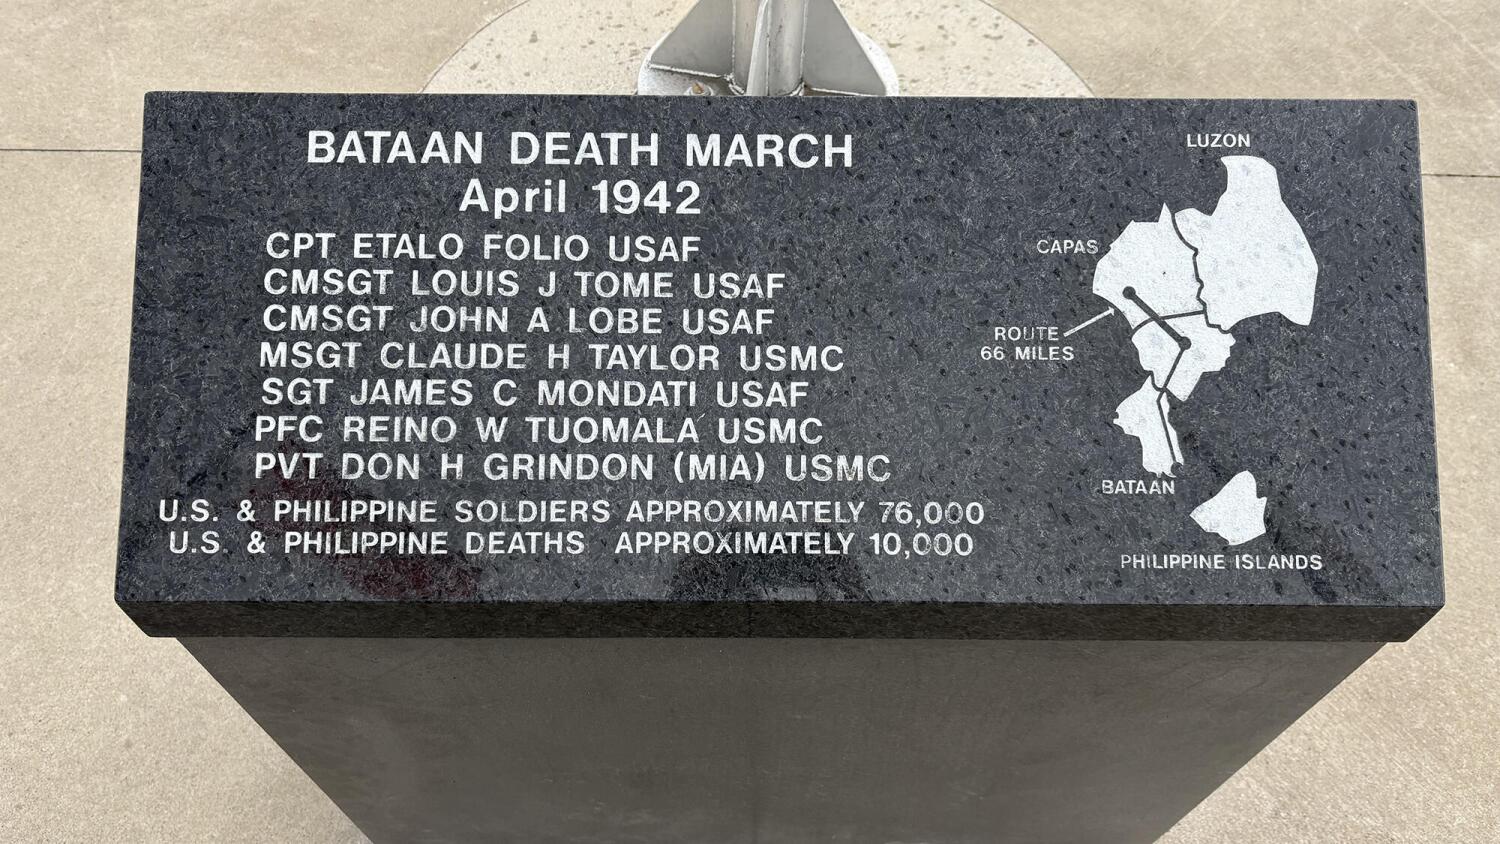 BATAAN DEATH MARCH
April 1942
CPT ETALO FOLIO USAF
CMSGT LOUIS J TOME USAF
CMSGT JOHN A LOBE USAF
MSGT CLAUDE H TAYLOR USMC
SGT JAMES C MONDATI USAF
PFC REINO W TUOMALA USMC
PVT DON H GRINDON (MIA) USMC
U.S. & PHILIPPINE SOLDIERS APPROXIMATELY 76,000
U.S. & PHILIPPINE DEATHS APPROXIMATELY 10,000
LUZON
CAPAS
ROUTE
66 MILES
BATAAN
PHILIPPINE ISLANDS